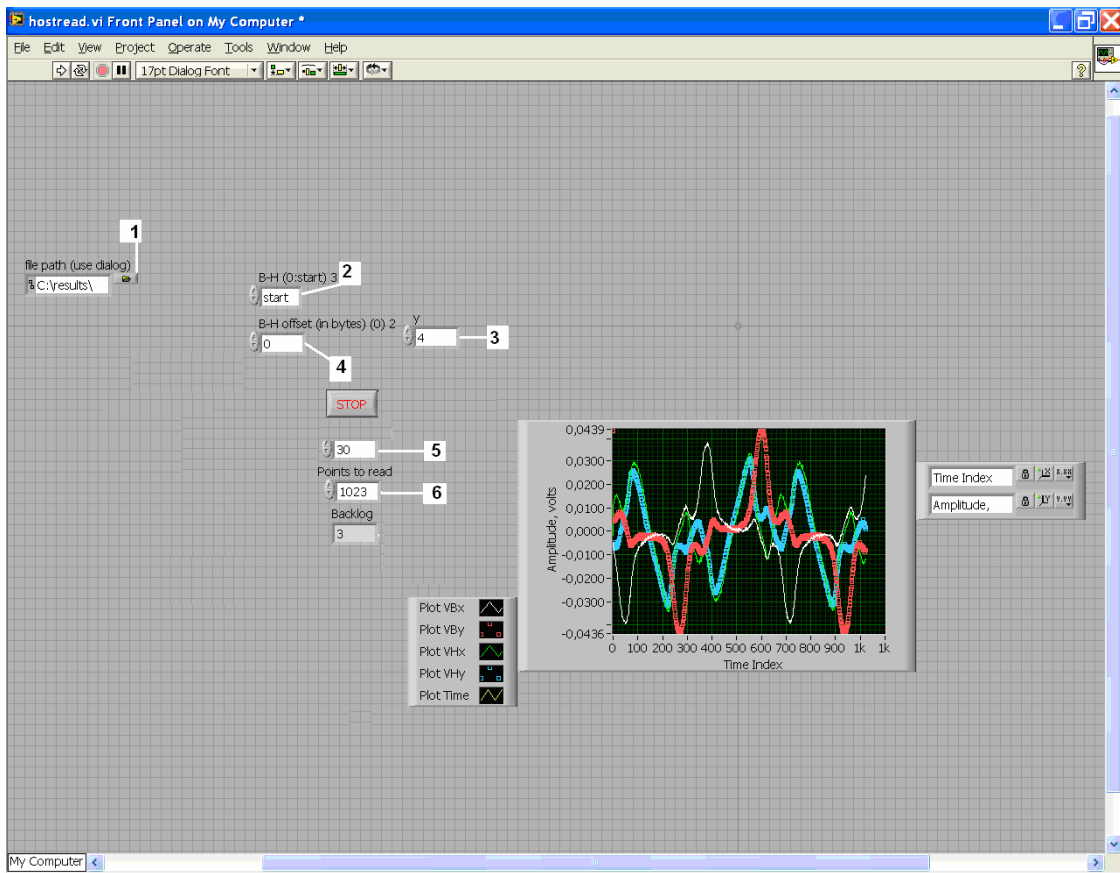 hostread.vi Front Panel on My Computer *
File Edit View Project Operate Tools Window Help
17pt Dialog Font
?
1
file path (use dialog)
C:\results\
B-H (0:start) 3
2
start
B-H offset (in bytes) (0) 2
y
0
4
3
4
STOP
30
5
Points to read
1023
6
Backlog
3
0,0439
0,0300
0,0200
0,0100
0,0000
-0,0100
-0,0200
-0,0300
-0,0436
Amplitude, volts
0 100 200 300 400 500 600 700 800 900 1k 1k
Time Index
Time Index
Amplitude,
Plot VBx
Plot VBy
Plot VHx
Plot VHy
Plot Time
My Computer